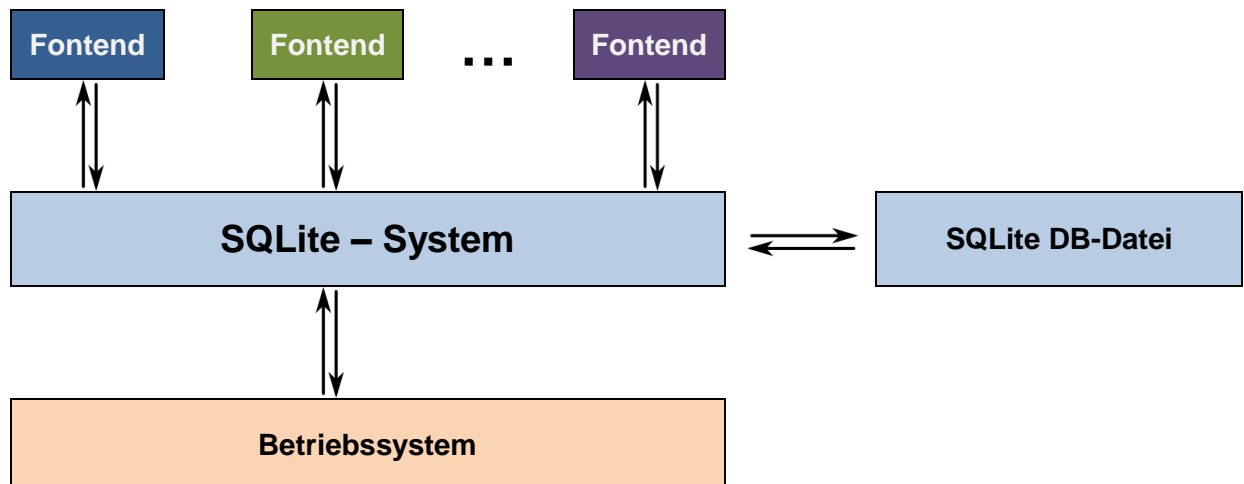 Fontend
Fontend
...
Fontend
SQLite – System
SQLite DB-Datei
Betriebssystem